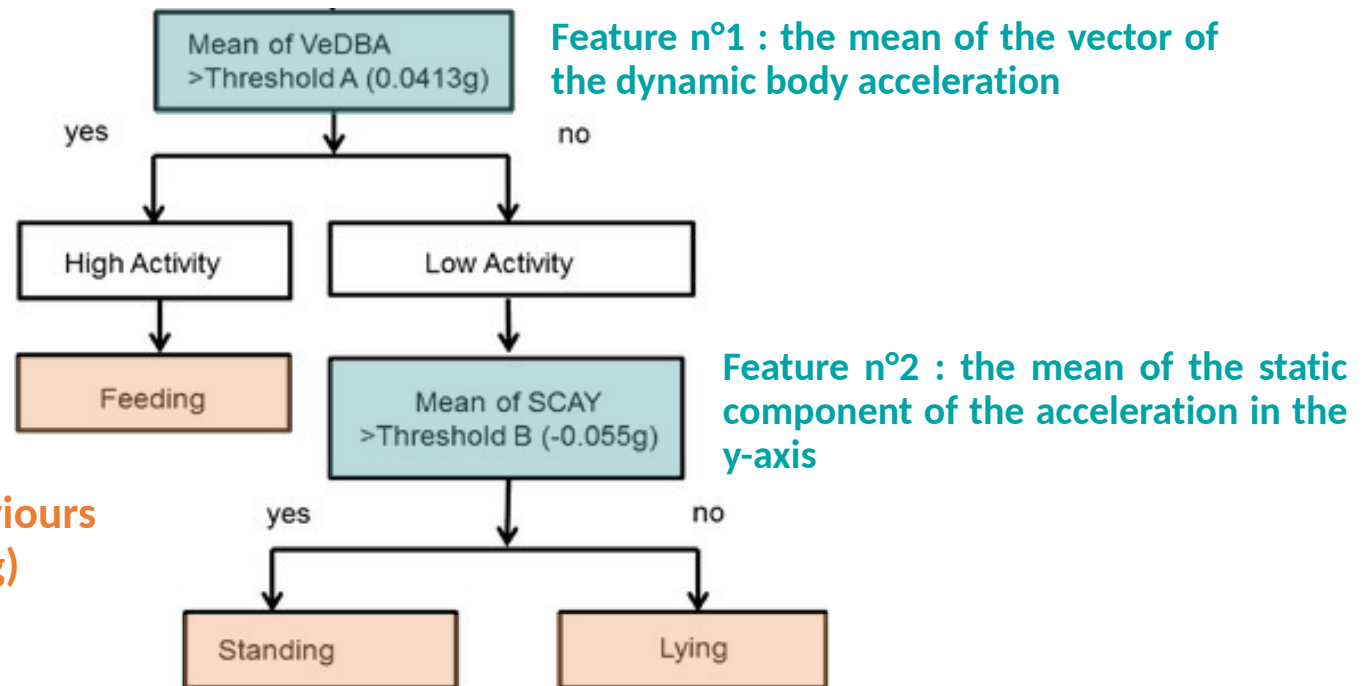 Mean of VeDBA
>Threshold A (0.0413g)
Feature n°1 : the mean of the vector of
the dynamic body acceleration
yes
no
High Activity
Low Activity
Feeding
Mean of SCAY
>Threshold B (-0.055g)
Feature n°2 : the mean of the static
component of the acceleration in the
y-axis
yes
no
Standing
Lying